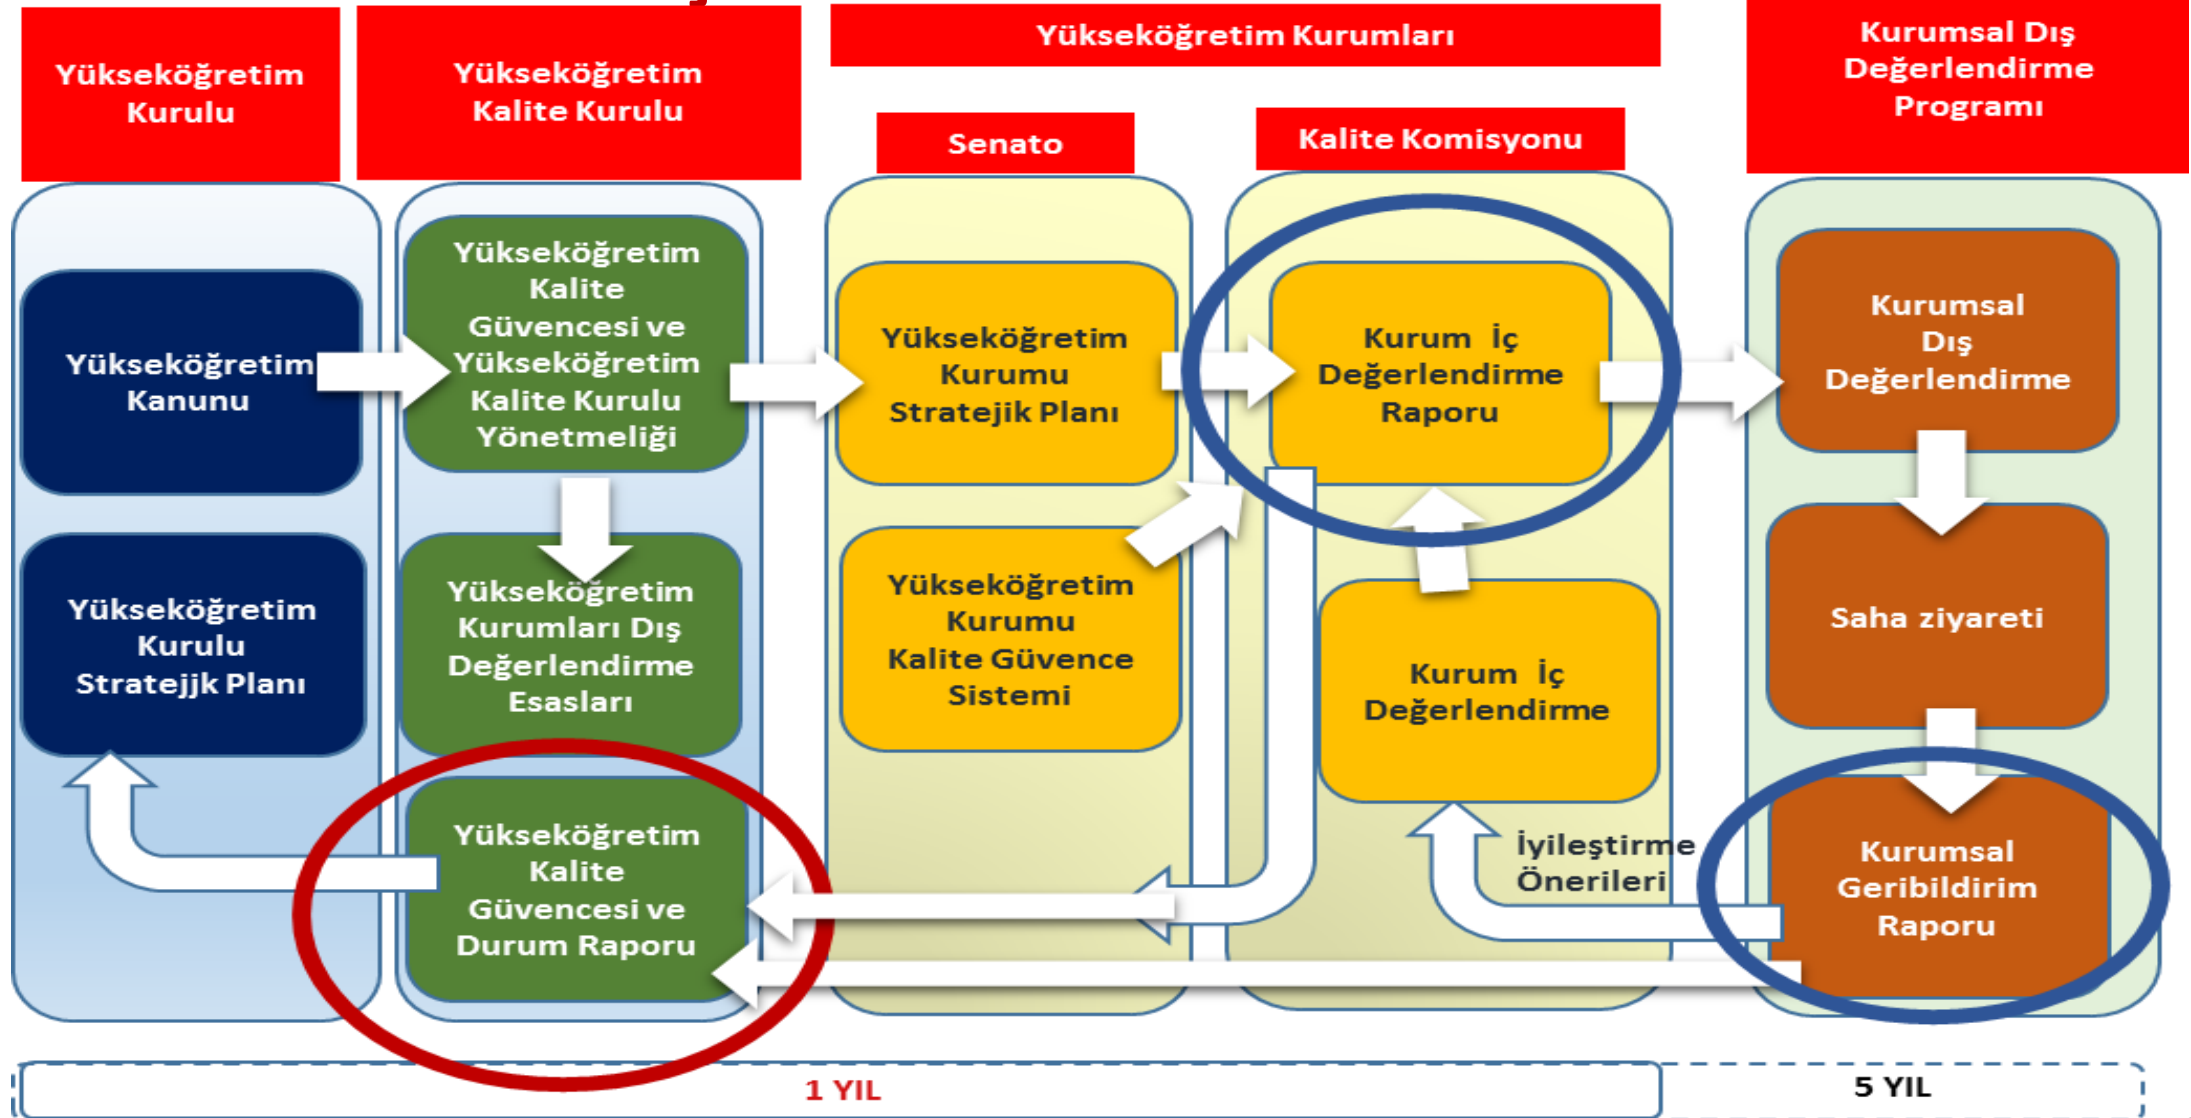 Yükseköğretim
Kurulu
Yükseköğretim
Kalite Kurulu
Yükseköğretim Kurumları
Senato
Kalite Komisyonu
Kurumsal Dış
Değerlendirme
Programı
Yükseköğretim
Kanunu
Yükseköğretim
Kurulu
Stratejjk Planı
Yükseköğretim
Kalite
Güvencesi ve
Yükseköğretim
Kalite Kurulu
Yönetmeliği
Yükseköğretim
Kurumları Dış
Değerlendirme
Esasları
Yükseköğretim
Kalite
Güvencesi ve
Durum Raporu
Yükseköğretim
Kurumu
Stratejik Planı
Yükseköğretim
Kurumu
Kalite Güvence
Sistemi
Kurum İç
Değerlendirme
Raporu
Kurum İç
Değerlendirme
İyileştirme
Önerileri
Kurumsal
Dış
Değerlendirme
Saha ziyareti
Kurumsal
Geribildirim
Raporu
1 YIL
5 YIL